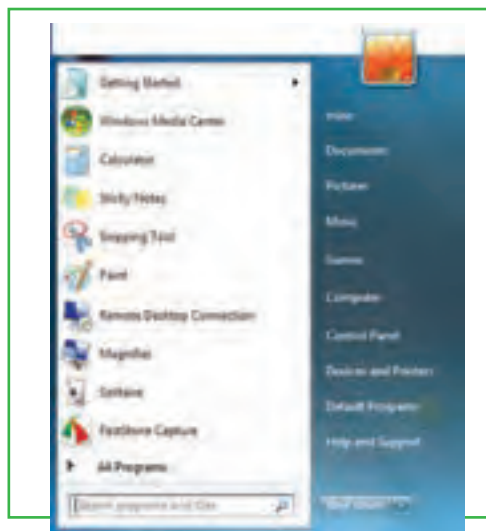 Getting Started
Windows Media Center
Calculator
Sticky Notes
Snipping Tool
Paint
Remote Desktop Connection
Magnifier
Solitaire
FastStone Capture
All Programs
Search programs and files
Documents
Pictures
Music
Games
Computer
Control Panel
Devices and Printers
Default Programs
Help and Support
Shut down